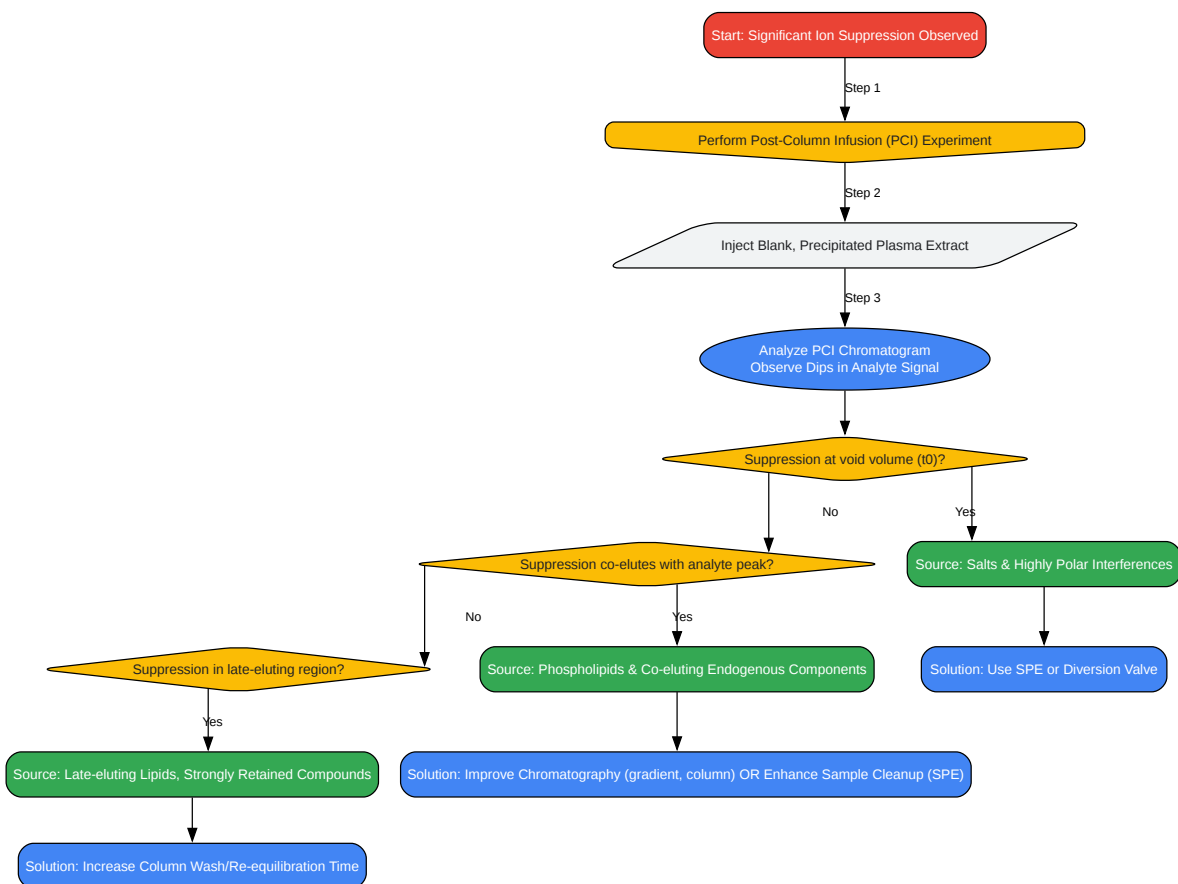 Start: Significant Ion Suppression Observed
Step 1
Perform Post-Column Infusion (PCI) Experiment
Step 2
Inject Blank, Precipitated Plasma Extract
Step 3
Analyze PCI Chromatogram
Observe Dips in Analyte Signal
Suppression at void volume (t0)?
No
Yes
Suppression co-elutes with analyte peak?
Source: Salts & Highly Polar Interferences
No
Yes
Suppression in late-eluting region?
Source: Phospholipids & Co-eluting Endogenous Components
Solution: Use SPE or Diversion Valve
Yes
Source: Late-eluting Lipids, Strongly Retained Compounds
Solution: Improve Chromatography (gradient, column) OR Enhance Sample Cleanup (SPE)
Solution: Increase Column Wash/Re-equilibration Time